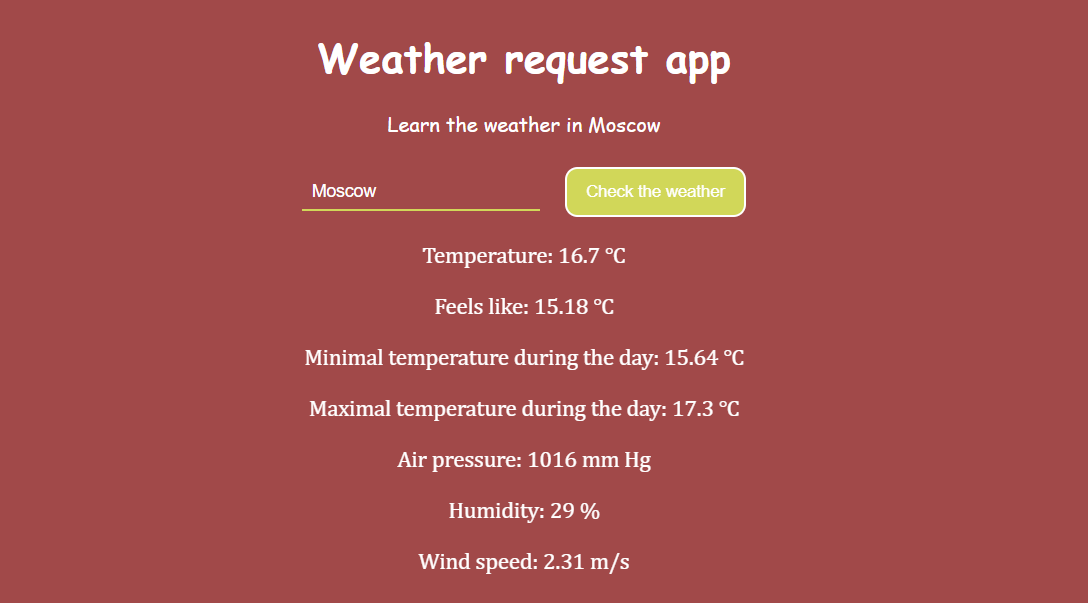 Weather request app
Learn the weather in Moscow
Moscow
Check the weather
Temperature: 16.7 °C
Feels like: 15.18 °C
Minimal temperature during the day: 15.64 °C
Maximal temperature during the day: 17.3 °C
Air pressure: 1016 mm Hg
Humidity: 29 %
Wind speed: 2.31 m/s